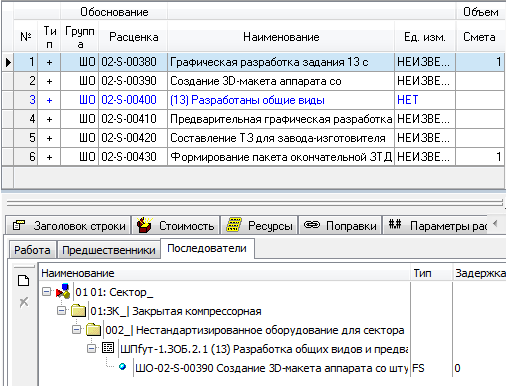 Обоснование Объем
№ Ти п Групп а Расценка Наименование Ед. изм. Смета
1 + ШО 02-S-00380 Графическая разработка задания 13 с НЕИЗВЕ... 1
2 + ШО 02-S-00390 Создание 3D-макета аппарата со НЕИЗВЕ...
3 + ШО 02-S-00400 (13) Разработаны общие виды НЕТ
4 + ШО 02-S-00410 Предварительная графическая разработка НЕИЗВЕ...
5 + ШО 02-S-00420 Составление ТЗ для завода-изготовителя НЕИЗВЕ...
6 + ШО 02-S-00430 Формирование пакета окончательной ЗТД НЕИЗВЕ... 1
Заголовок строки Стоимость Ресурсы Поправки Параметры рас
Работа Предшественники Последователи
Наименование Тип Задержка
01 01: Сектор_
01:ЗК_| Закрытая компрессорная
002_| Нестандартизированное оборудование для сектора
ШПфут-1.ЗОБ.2.1 (13) Разработка общих видов и предва
ШО-02-S-00390 Создание 3D-макета аппарата со шту FS 0